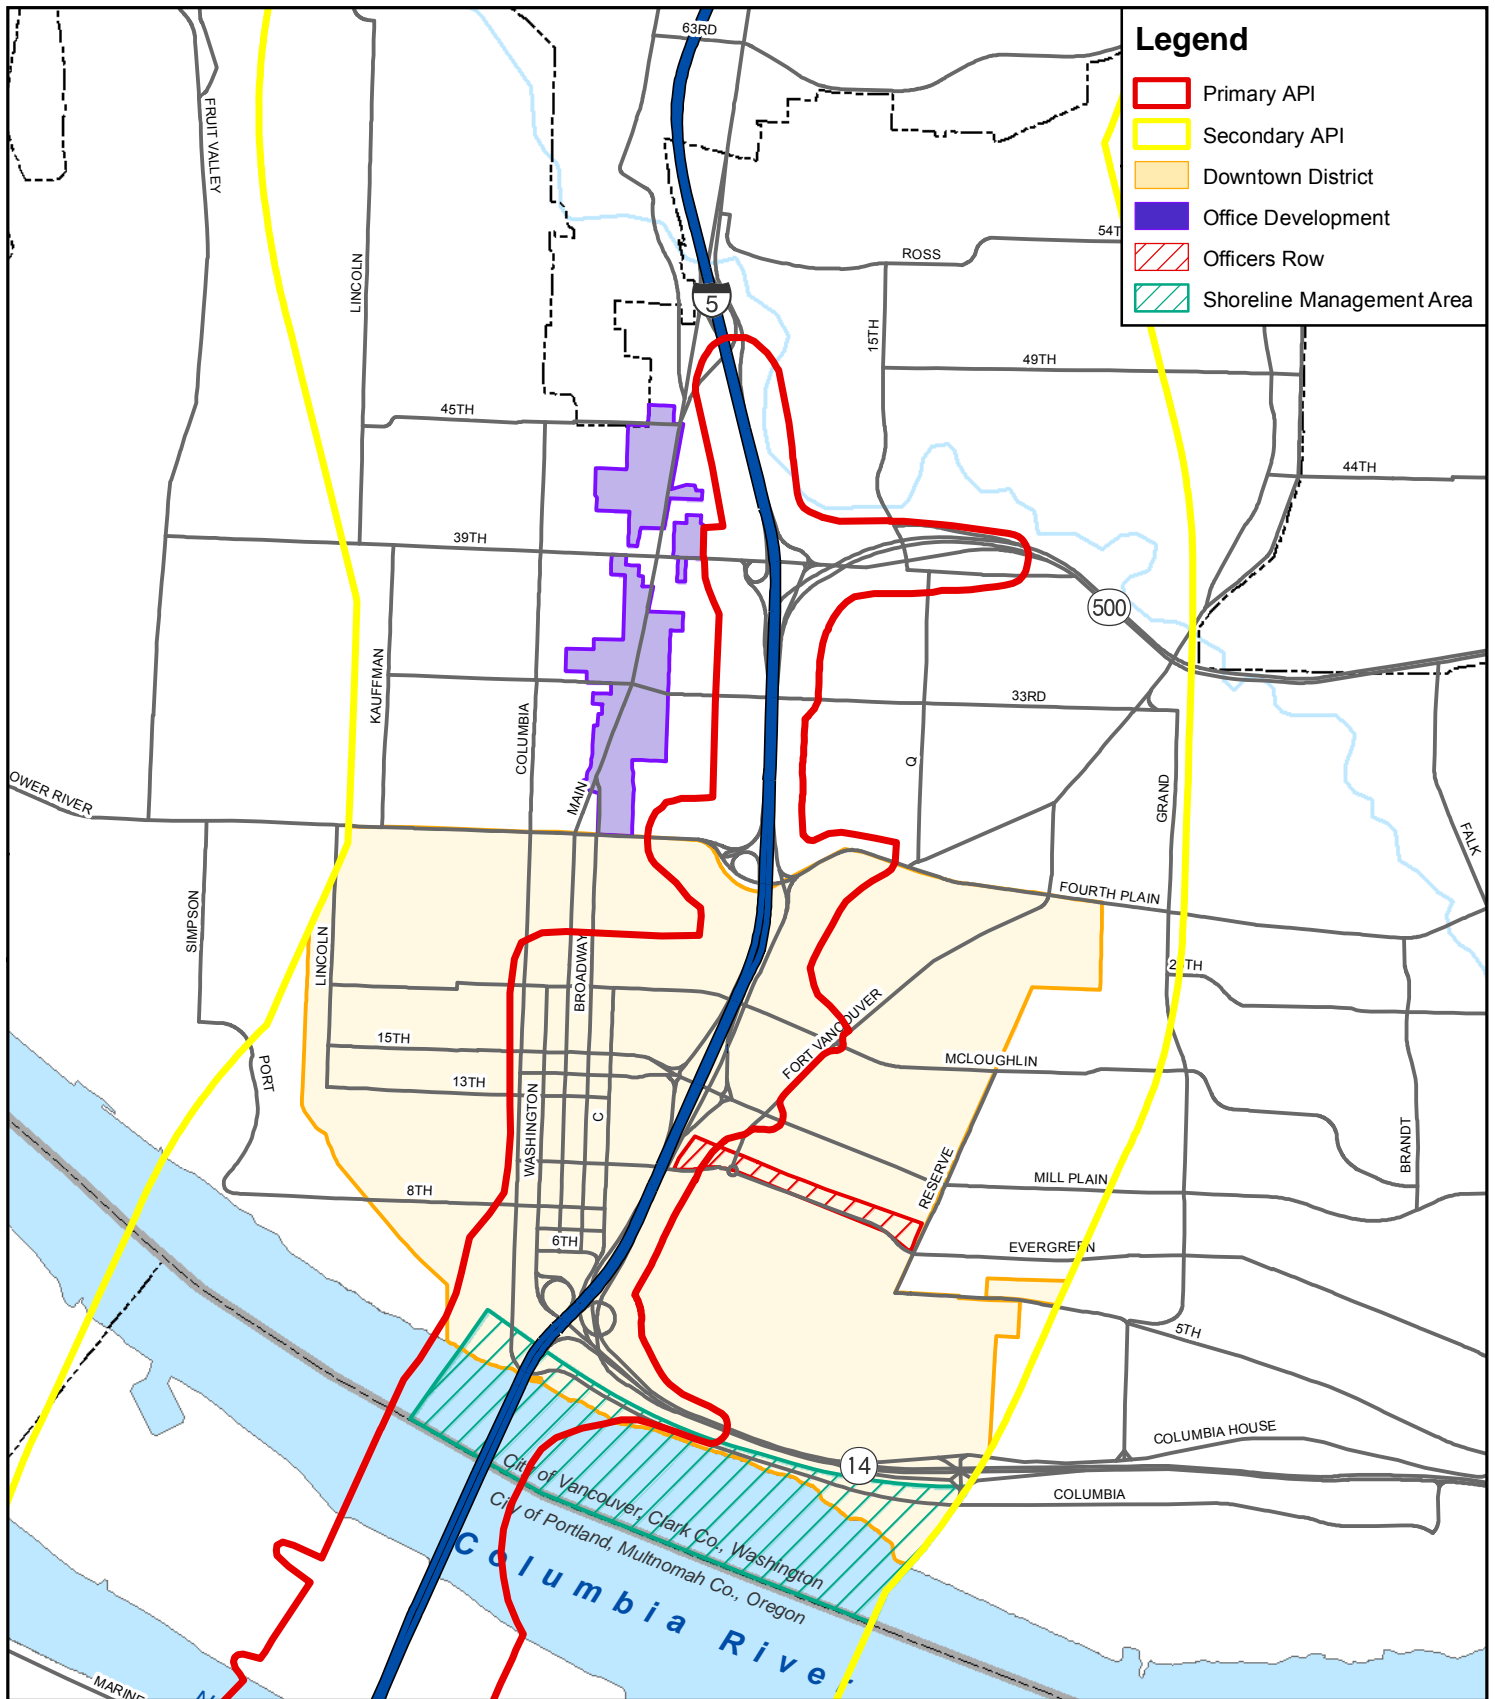 63RD
Legend
Primary API
Secondary API
Downtown District
Office Development
Officers Row
Shoreline Management Area
FRUIT VALLEY
LINCOLN
ROSS
5
15TH
49TH
45TH
44TH
39TH
500
KAUFFMAN
COLUMBIA
33RD
MAIN
Q
GRAND
OWER RIVER
FALK
FOURTH PLAIN
SIMPSON
LINCOLN
BROADWAY
FORT VANCOUVER
15TH
MCLOUGHLIN
PORT
13TH
WASHINGTON
C
BRANDT
RESERVE
MILL PLAIN
8TH
6TH
EVERGREEN
5TH
COLUMBIA HOUSE
14
COLUMBIA
City of Vancouver, Clark Co., Washington
City of Portland, Multnomah Co., Oregon
Columbia River
MARINE